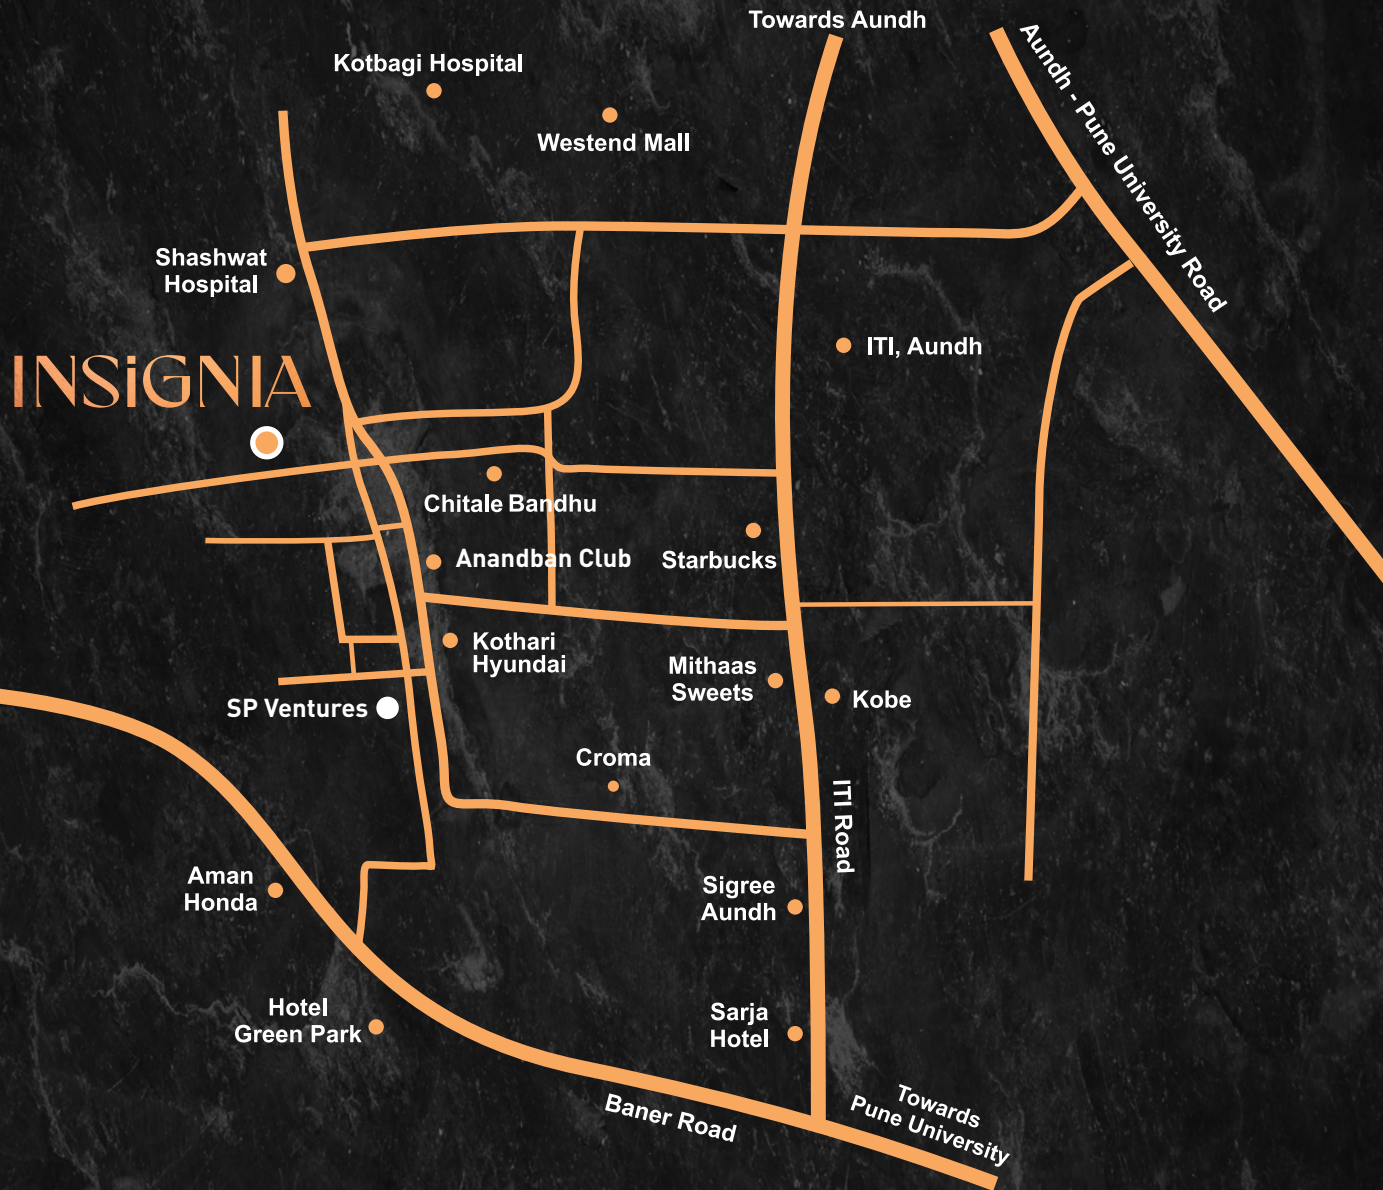 Towards Aundh
Aundh - Pune University Road
Kotbagi Hospital
Westend Mall
Shashwat
Hospital
INSiGNIA
ITI, Aundh
Chitale Bandhu
Anandban Club
Starbucks
Kothari
Hyundai
Mithaas
Sweets
Kobe
SP Ventures
Croma
ITI Road
Aman
Honda
Sigree
Aundh
Hotel
Green Park
Sarja
Hotel
Baner Road
Towards
Pune University